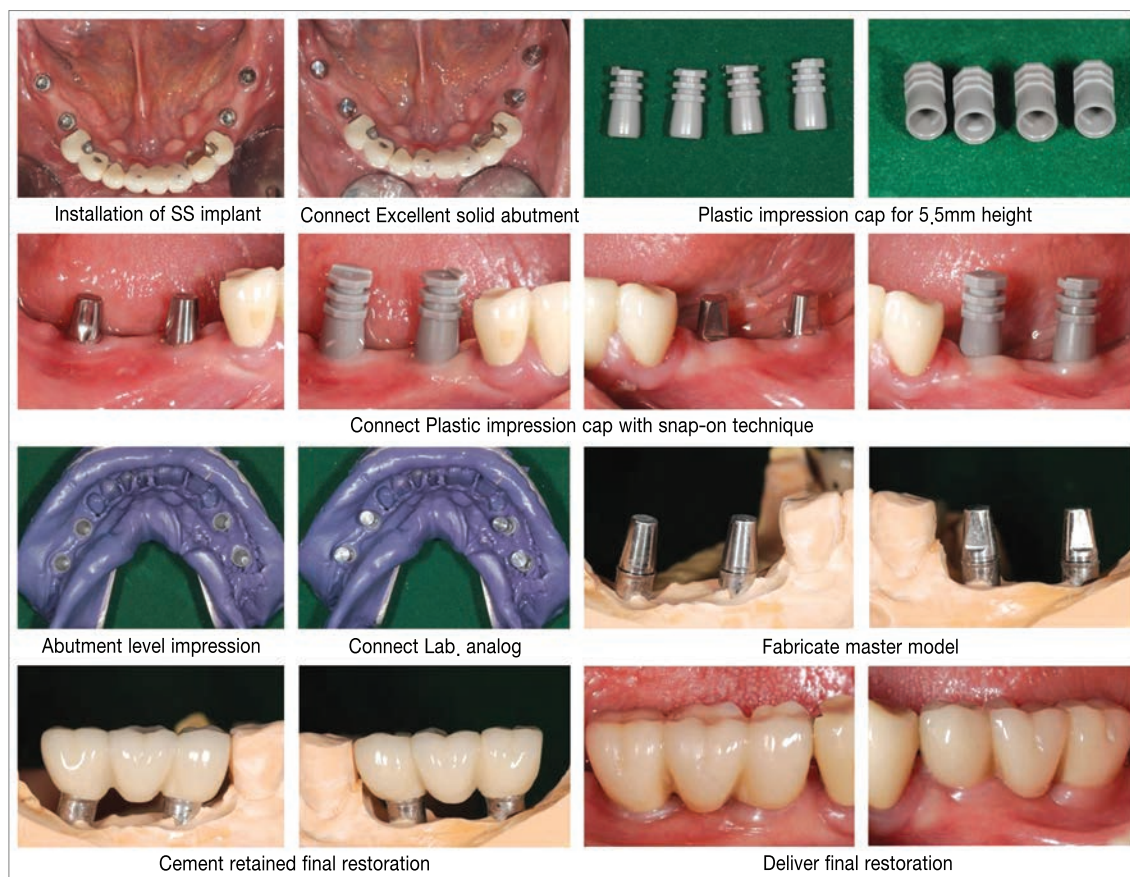 Installation of SS implant
Connect Excellent solid abutment
Plastic impression cap for 5.5mm height
Connect Plastic impression cap with snap-on technique
Abutment level impression
Connect Lab. analog
Fabricate master model
Cement retained final restoration
Deliver final restoration